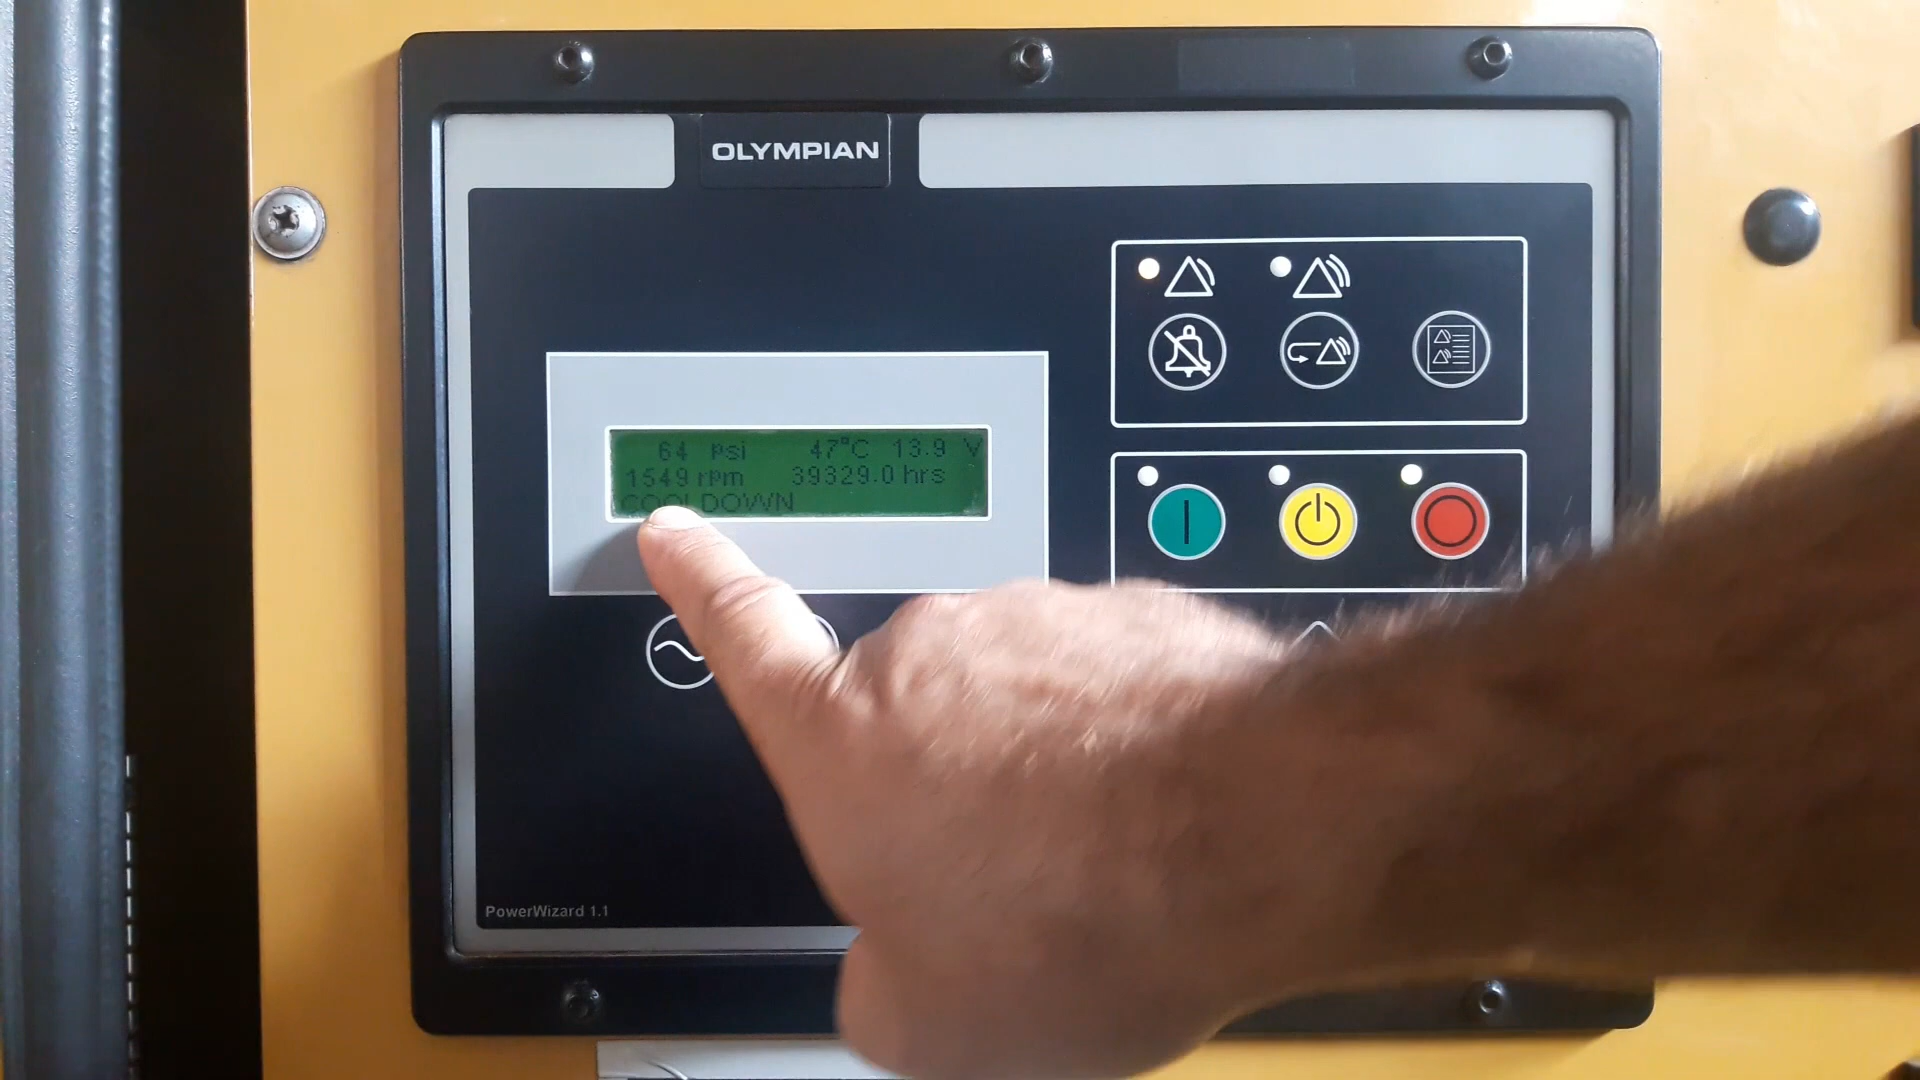 OLYMPIAN
64 psi 47°C 13.9 V
1549 rpm 39329.0 hrs
COOLDOWN
PowerWizard 1.1